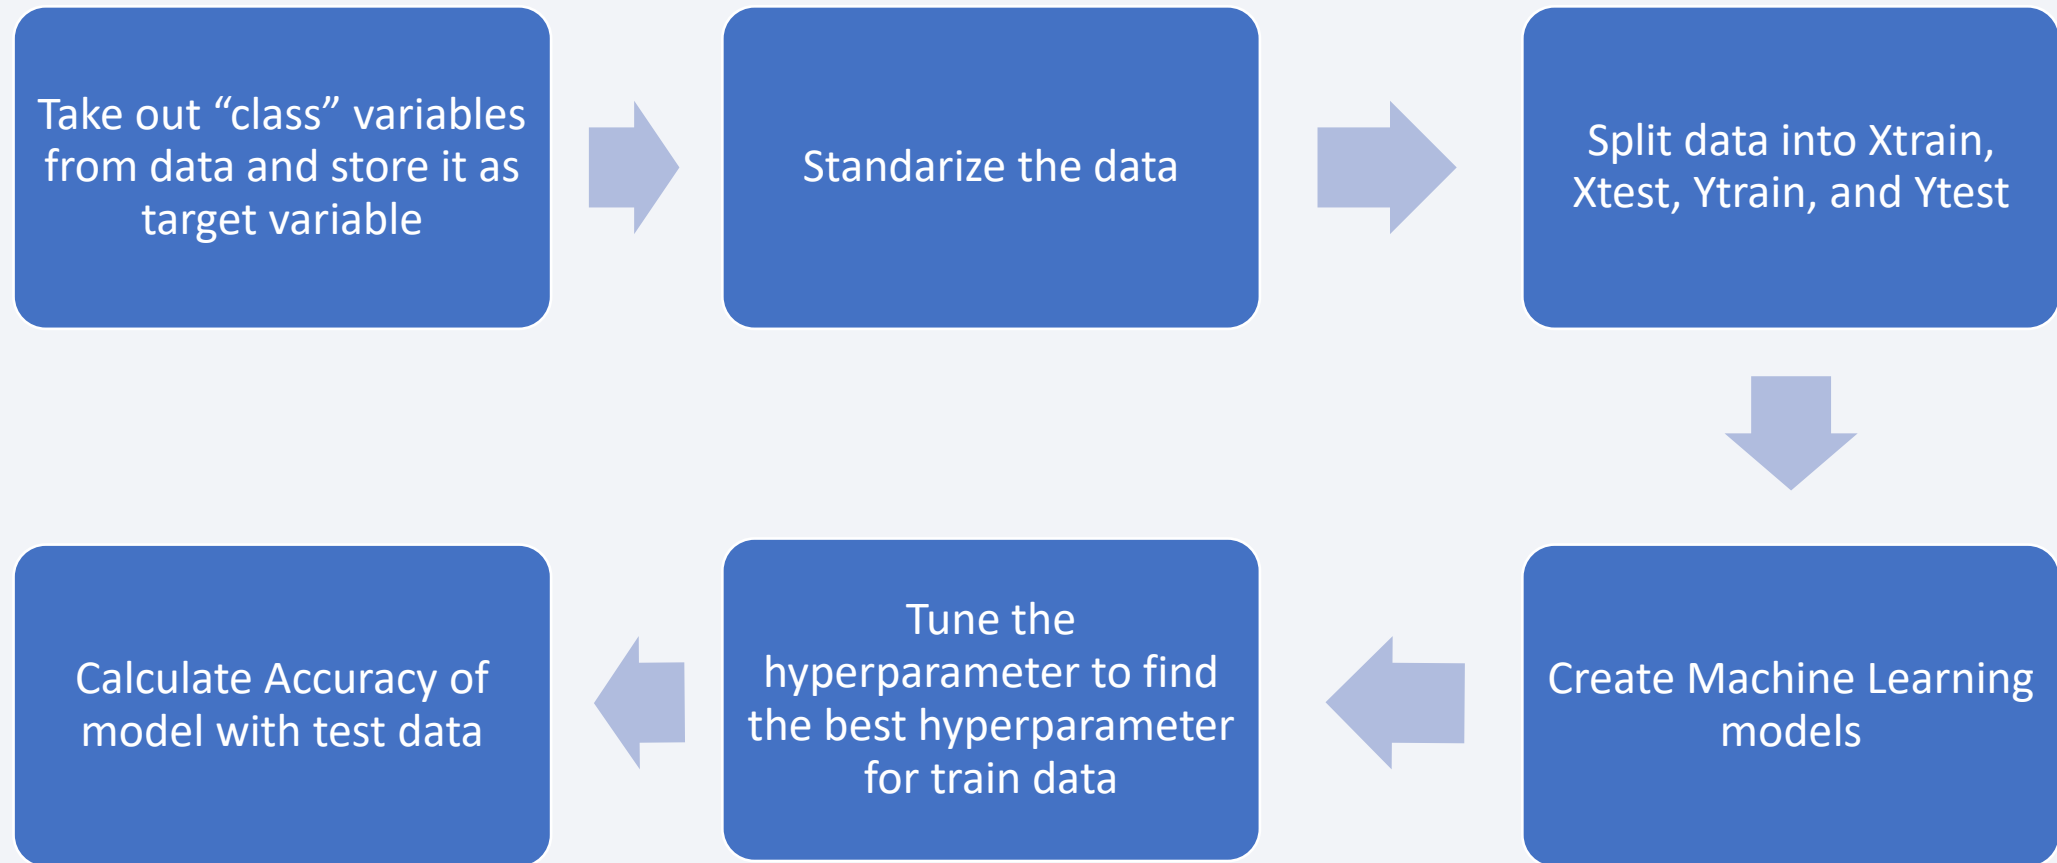 Take out “class” variables
from data and store it as
target variable
Standarize the data
Split data into Xtrain,
Xtest, Ytrain, and Ytest
Create Machine Learning
models
Tune the
hyperparameter to find
the best hyperparameter
for train data
Calculate Accuracy of
model with test data